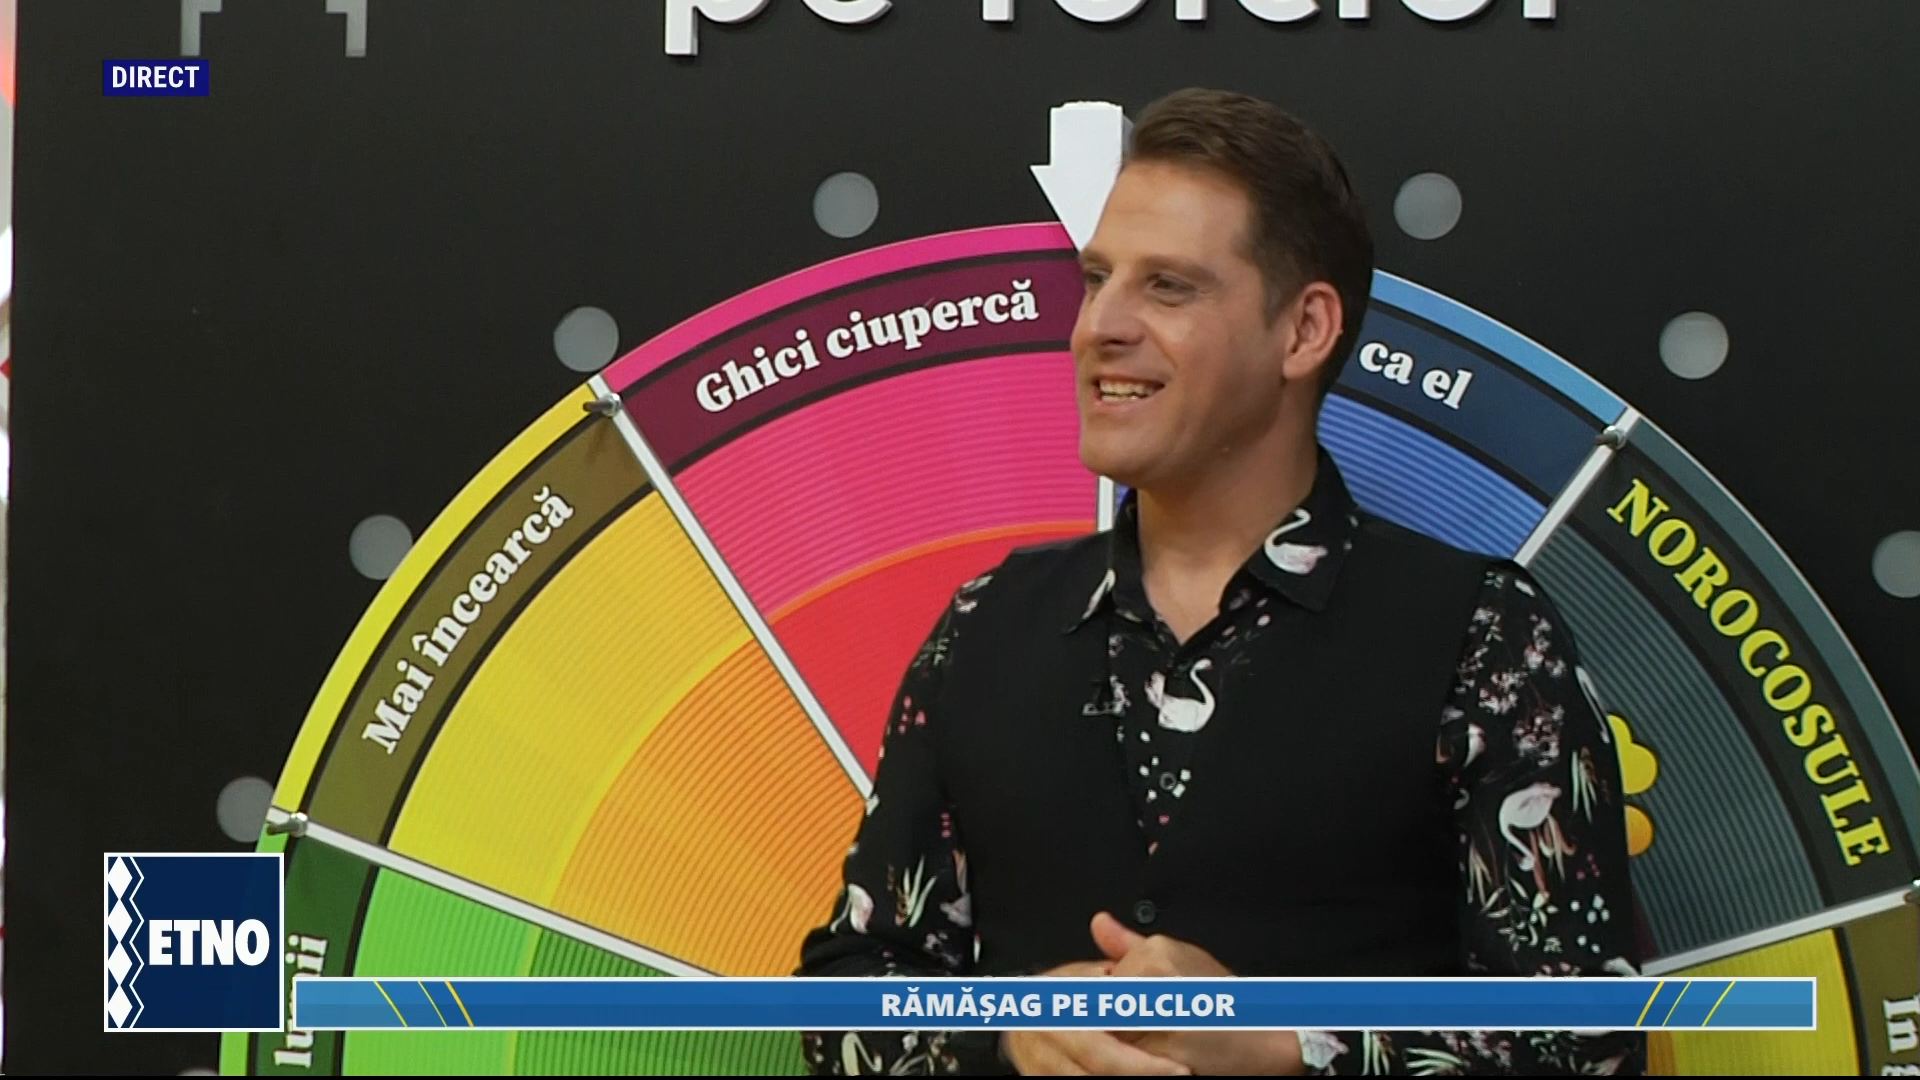 pe folclor
DIRECT
Ghici ciupercă
ca el
Mai încearcă
NOROCOSULE
ETNO
RĂMĂȘAG PE FOLCLOR